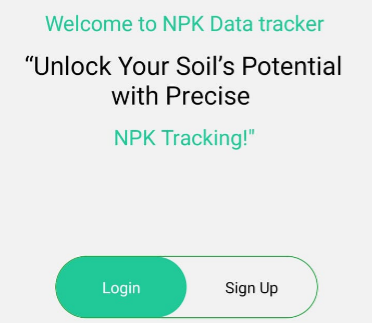 Welcome to NPK Data tracker
“Unlock Your Soil’s Potential
with Precise
NPK Tracking!"
Login
Sign Up